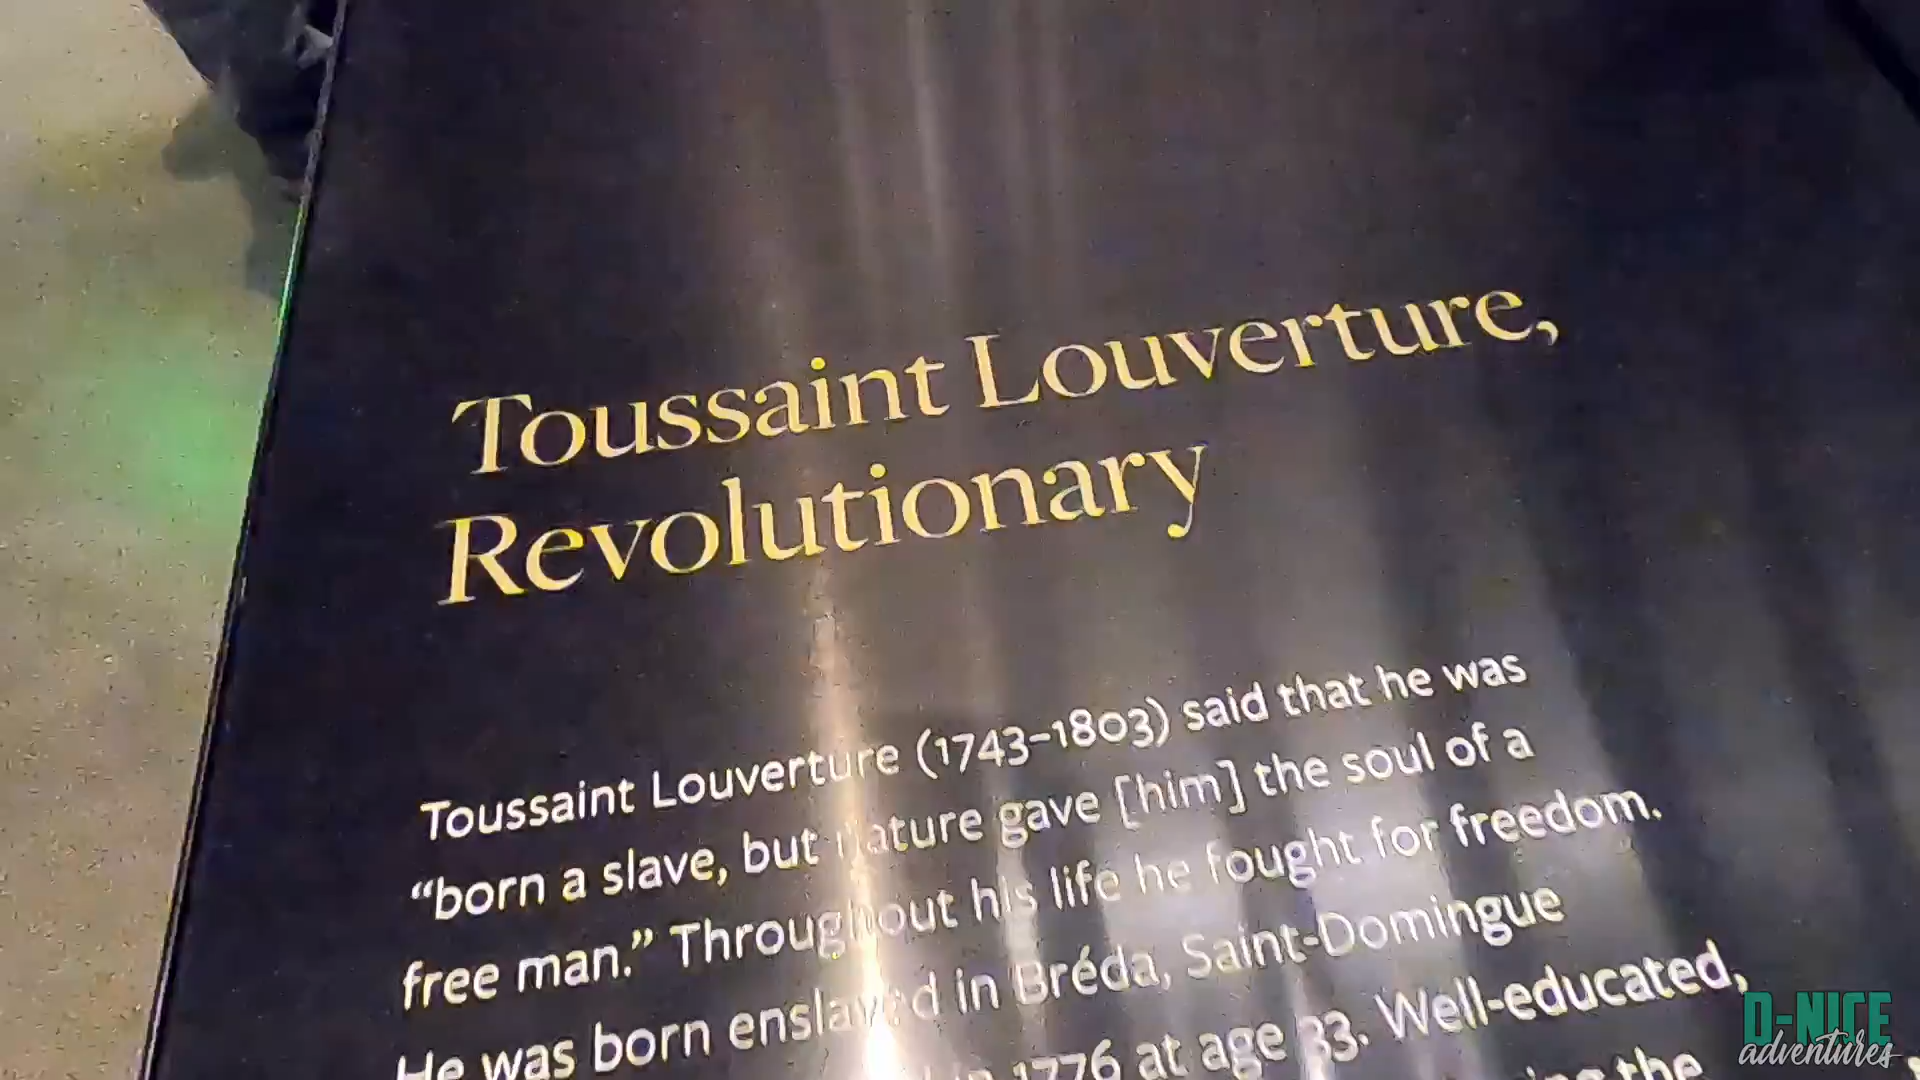 Toussaint Louverture,
Revolutionary
Toussaint Louverture (1743–1803) said that he was
“born a slave, but nature gave [him] the soul of a
free man.” Throughout his life he fought for freedom.
He was born enslaved in Bréda, Saint-Domingue
in 1776 at age 33. Well-educated,
the
D-NICE
adventures